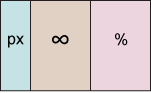 px ∞ %